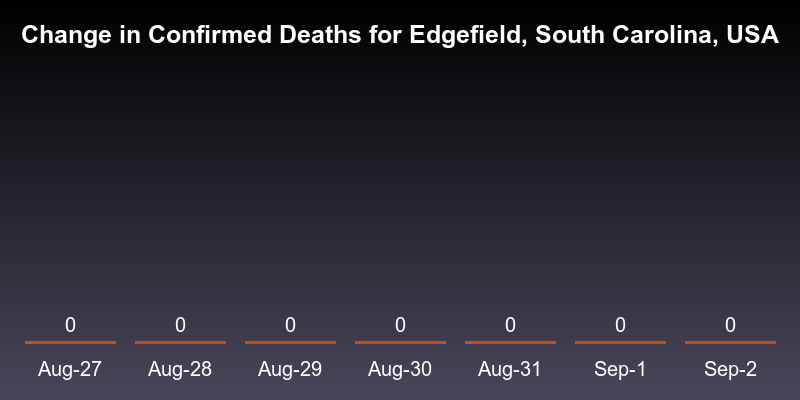 Change in Confirmed Deaths for Edgefield, South Carolina, USA
0 0 0 0 0 0 0
Aug-27 Aug-28 Aug-29 Aug-30 Aug-31 Sep-1 Sep-2